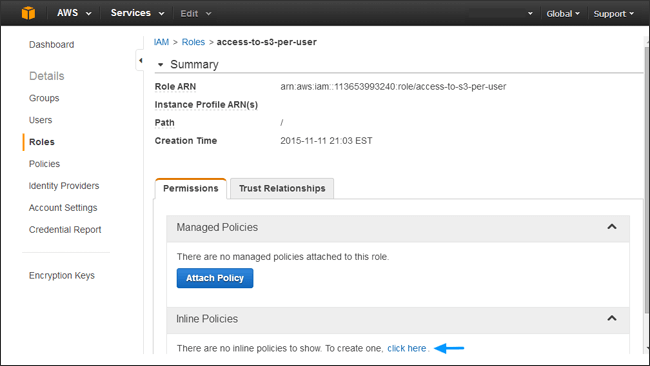 AWS Services Edit Global Support
IAM > Roles > access-to-s3-per-user
Dashboard
Details
Groups
Users
Roles
Policies
Identity Providers
Account Settings
Credential Report
Encryption Keys
Summary
Role ARN arn:aws:iam::113653993240:role/access-to-s3-per-user
Instance Profile ARN(s)
Path /
Creation Time 2015-11-11 21:03 EST
Permissions Trust Relationships
Managed Policies
There are no managed policies attached to this role.
Attach Policy
Inline Policies
There are no inline policies to show. To create one, click here.